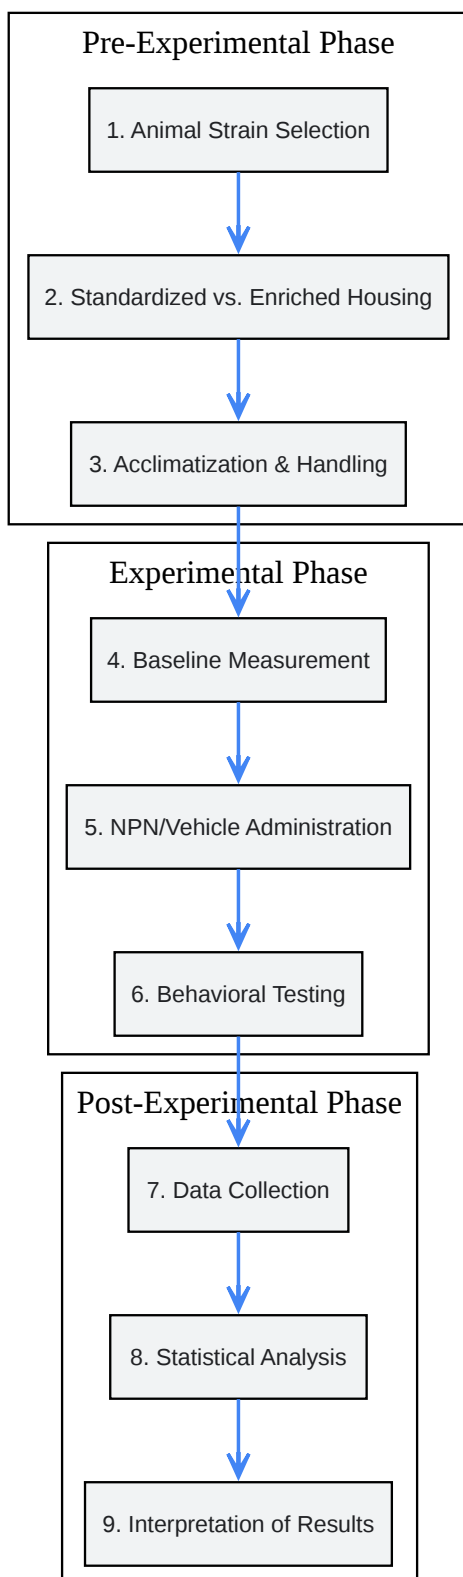 Pre-Experimental Phase
1. Animal Strain Selection
2. Standardized vs. Enriched Housing
3. Acclimatization & Handling
Experimental Phase
4. Baseline Measurement
5. NPN/Vehicle Administration
6. Behavioral Testing
Post-Experimental Phase
7. Data Collection
8. Statistical Analysis
9. Interpretation of Results